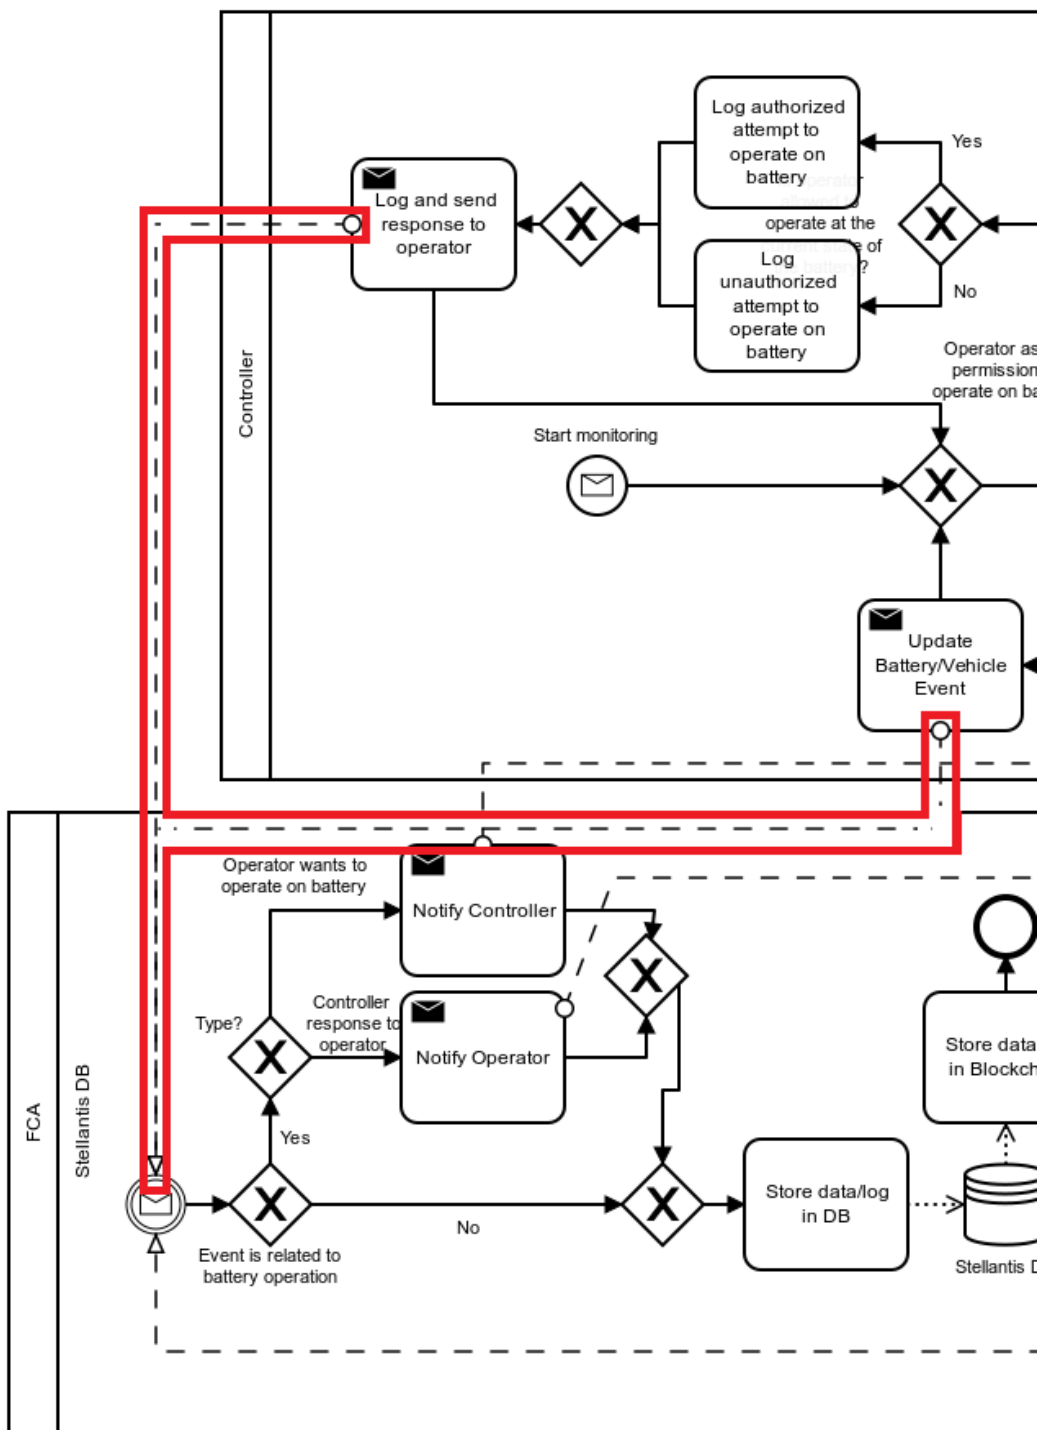 Controller
Log and send
response to
operator
Log authorized
attempt to
operate on
battery
operate at the
of
?
Log
unauthorized
attempt to
operate on
battery
Yes
No
Operator as
permission
operate on ba
Start monitoring
Update
Battery/Vehicle
Event
FCA
Stellantis DB
Operator wants to
operate on battery
Notify Controller
Type?
Controller
response to
operator
Notify Operator
Yes
No
Event is related to
battery operation
Store data/log
in DB
Store data
in Blockch
Stellantis D